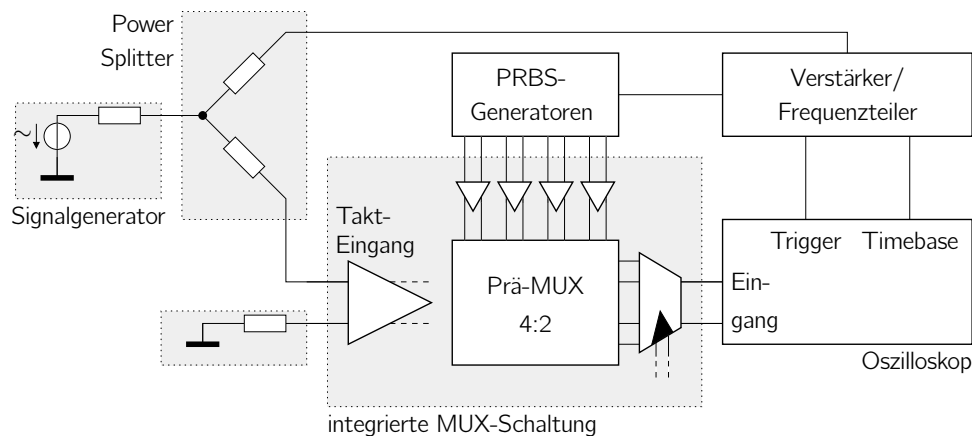 Power
Splitter
PRBS-
Generatoren
Verstärker/
Frequenzteiler
~
Signalgenerator
Takt-
Eingang
Trigger
Timebase
Prä-MUX
4:2
Ein-
gang
Oszilloskop
integrierte MUX-Schaltung